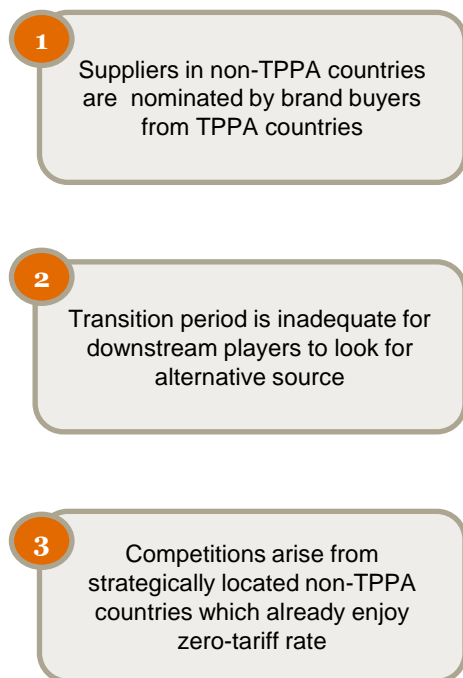 1
Suppliers in non-TPPA countries
are  nominated by brand buyers
from TPPA countries
2
Transition period is inadequate for
downstream players to look for
alternative source
3
Competitions arise from
strategically located non-TPPA
countries which already enjoy
zero-tariff rate